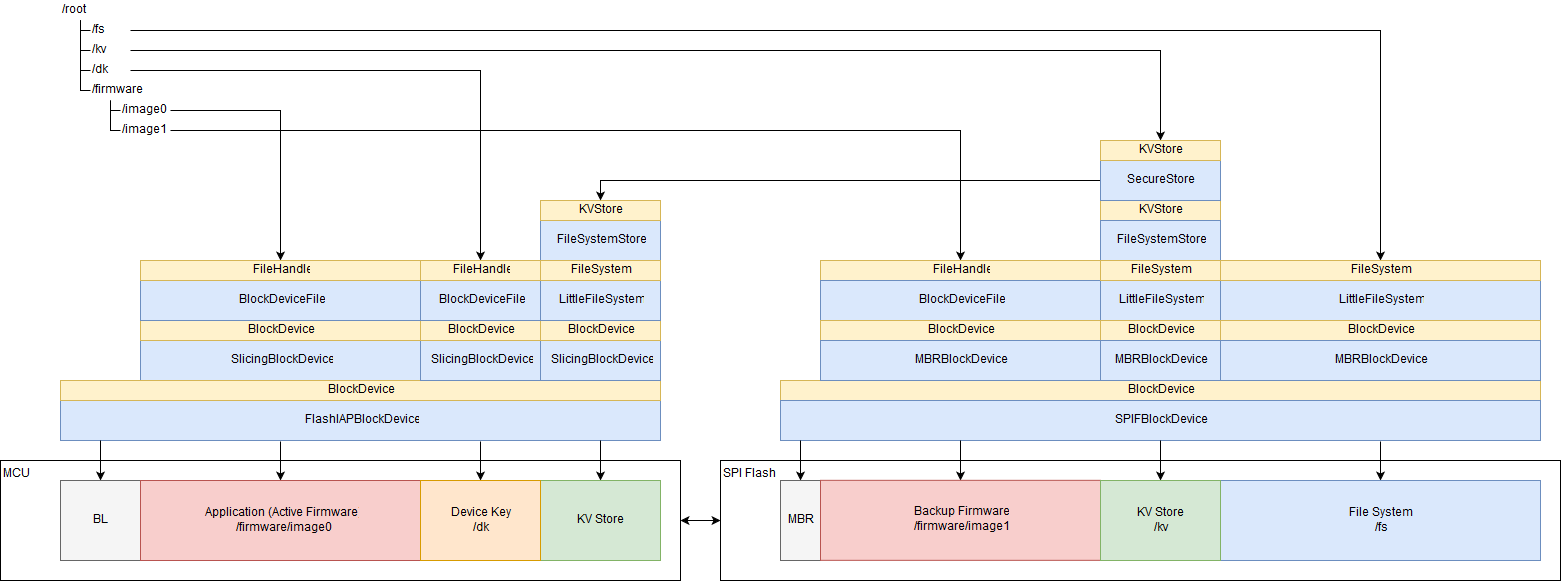 /root
/fs
/kv
/dk
/firmware
/image0
/image1
KVStore
SecureStore
KVStore
KVStore
FileSystemStore
FileSystemStore
FileHandle
FileHandle
FileSystem
FileHandle
FileSystem
FileSystem
BlockDeviceFile
BlockDeviceFile
LittleFileSystem
BlockDeviceFile
LittleFileSystem
LittleFileSystem
BlockDevice
BlockDevice
BlockDevice
BlockDevice
BlockDevice
BlockDevice
SlicingBlockDevice
SlicingBlockDevice
SlicingBlockDevice
MBRBlockDevice
MBRBlockDevice
MBRBlockDevice
BlockDevice
BlockDevice
FlashIAPBlockDevice
SPIFBlockDevice
MCU
BL
Application (Active Firmware
/firmware/image0
Device Key
/dk
KV Store
SPI Flash
MBR
Backup Firmware
/firmware/image1
KV Store
/kv
File System
/fs